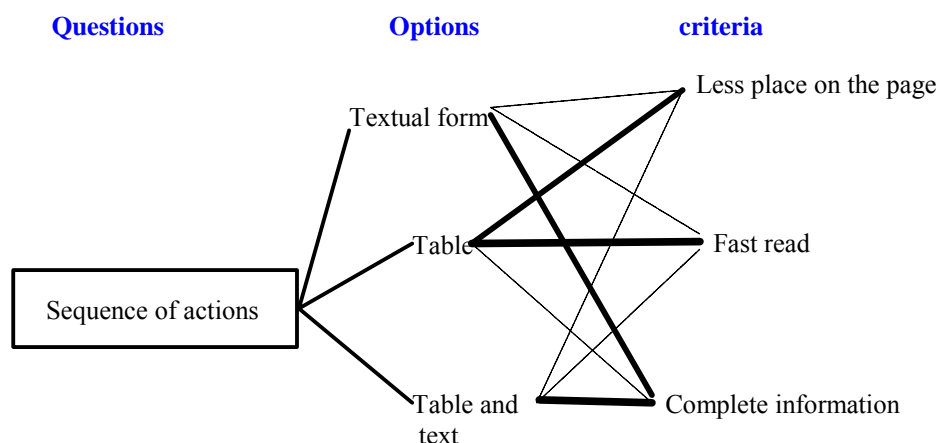 Questions
Options
criteria
Less place on the page
Textual form
Table
Fast read
Sequence of actions
Table and
text
Complete information